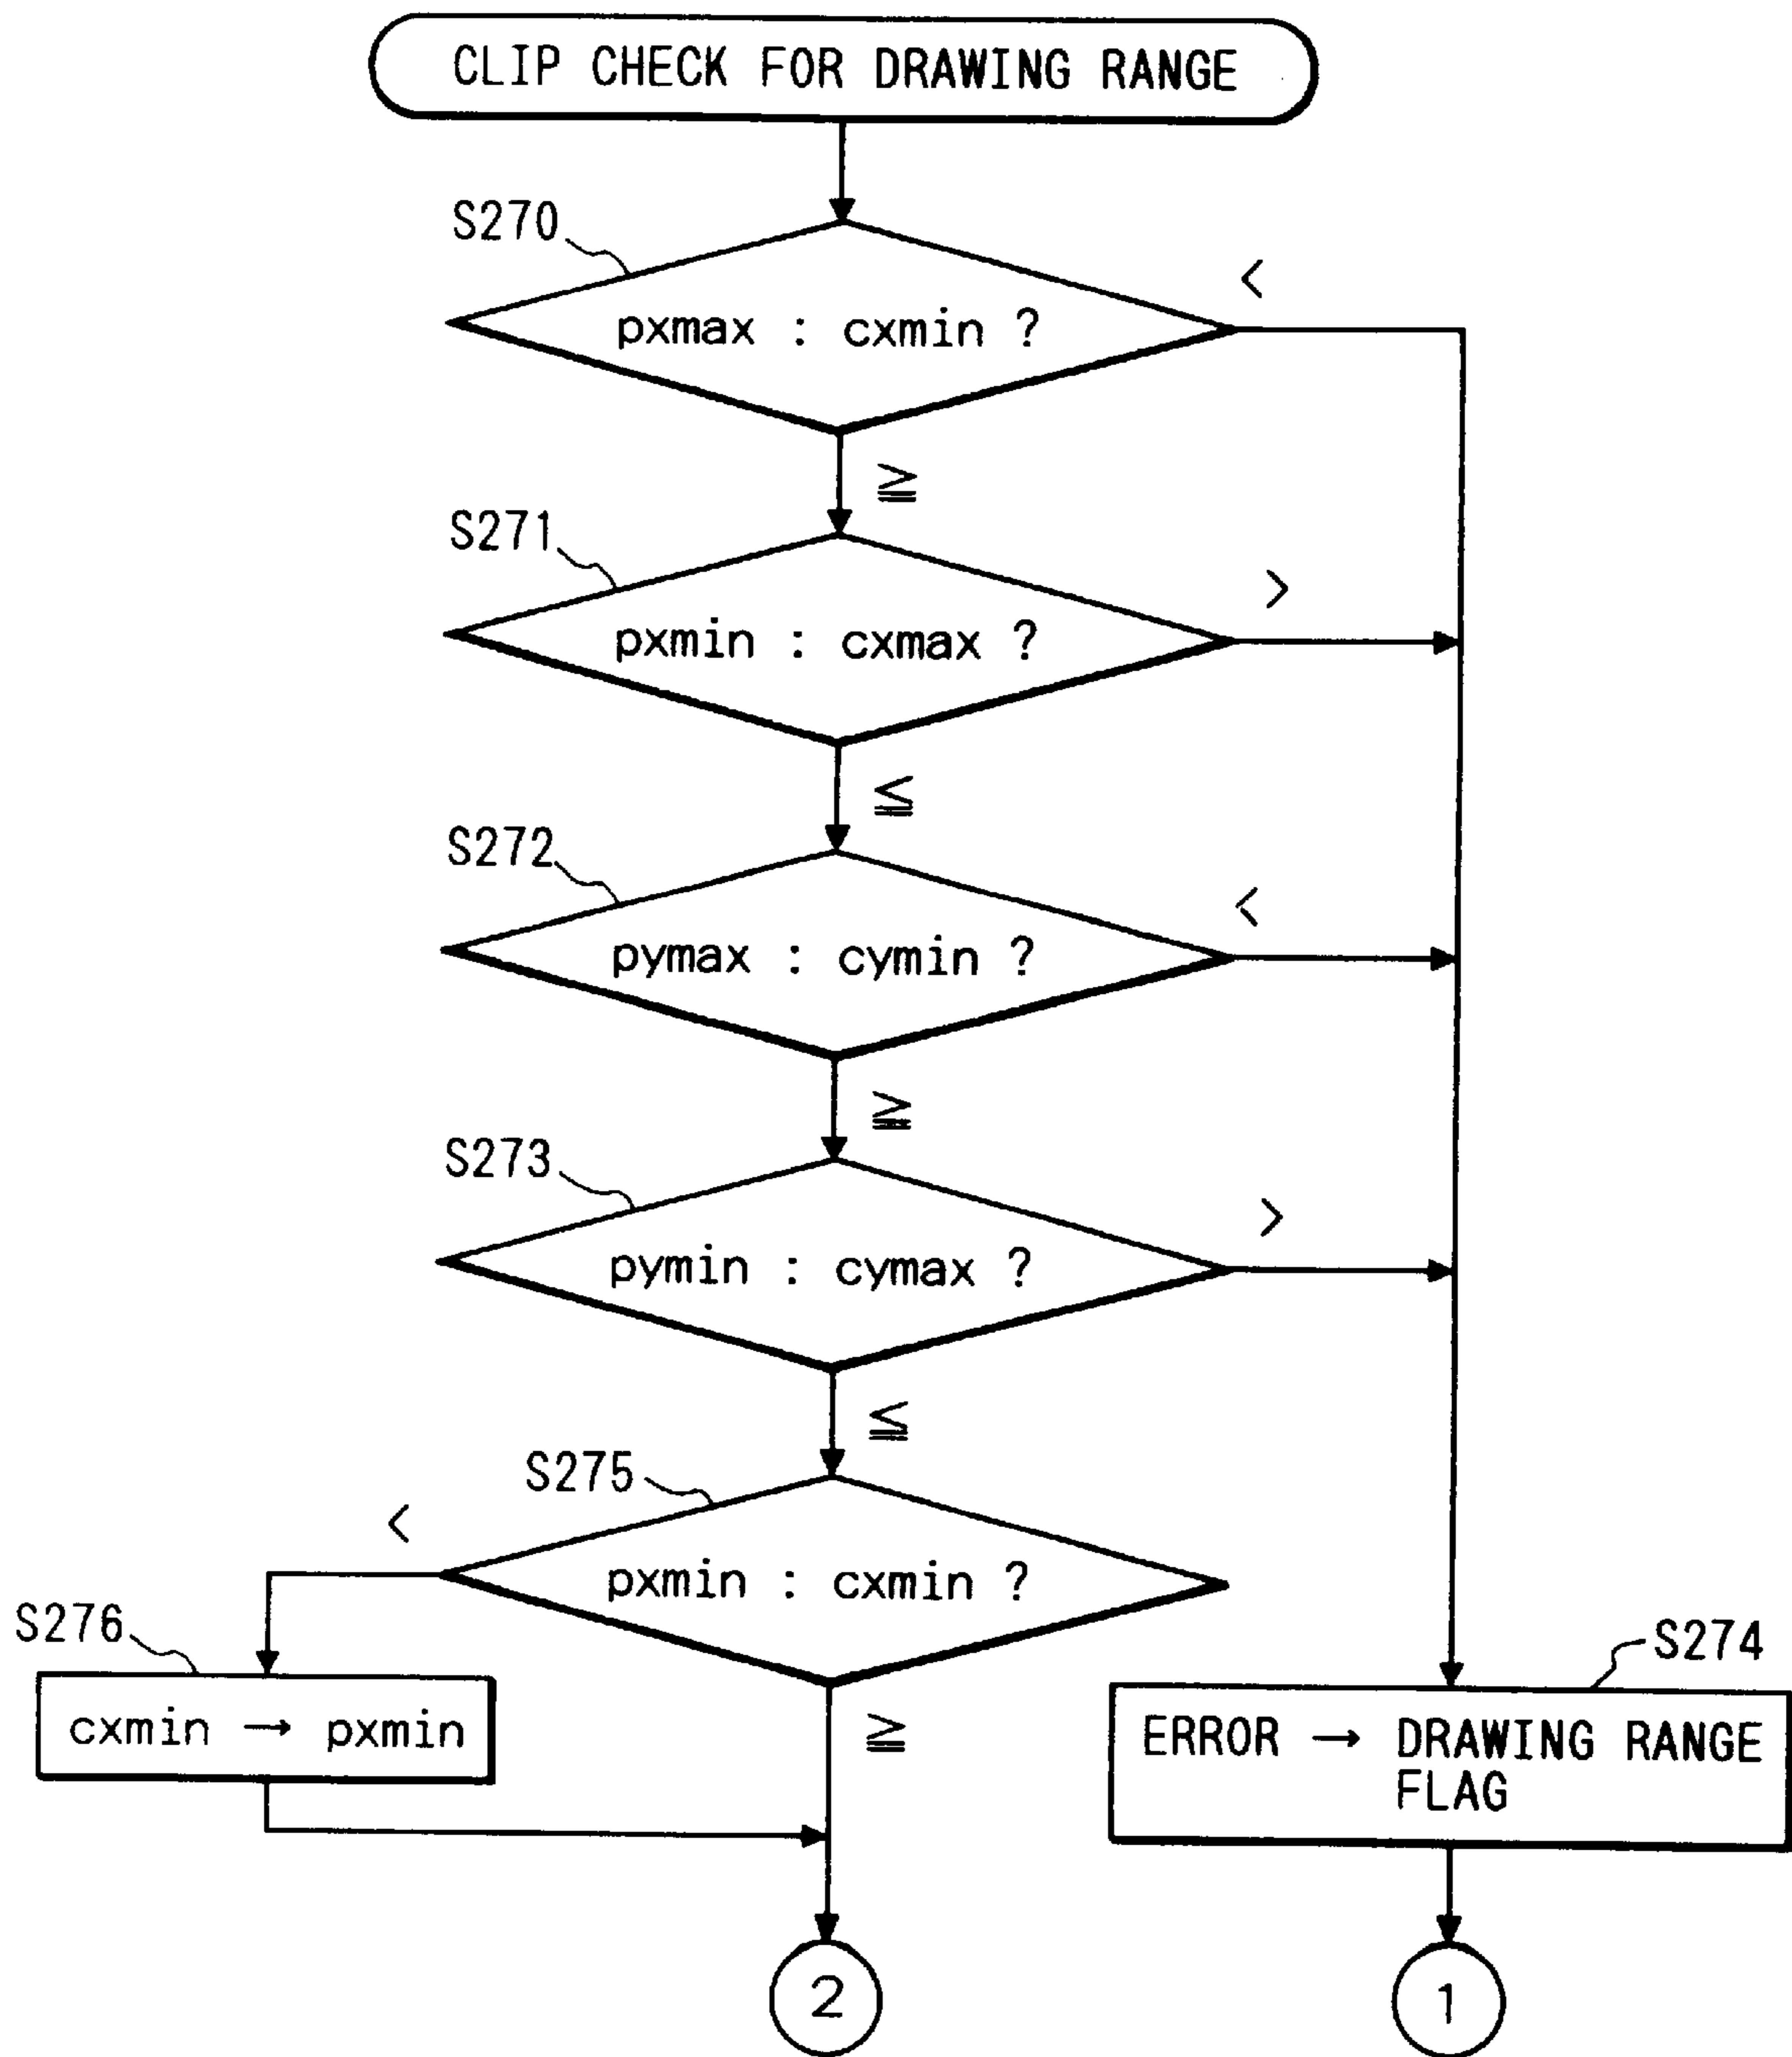 CLIP CHECK FOR DRAWING RANGE
S270
<
pxmax : cxmin ?
≧
S271
>
pxmin : cxmax ?
≦
S272
<
pymax : cymin ?
≧
S273
>
pymin : cymax ?
≦
S275
<
pxmin : cxmin ?
S276
S274
cxmin → pxmin
≧
ERROR → DRAWING RANGE
FLAG
2
1